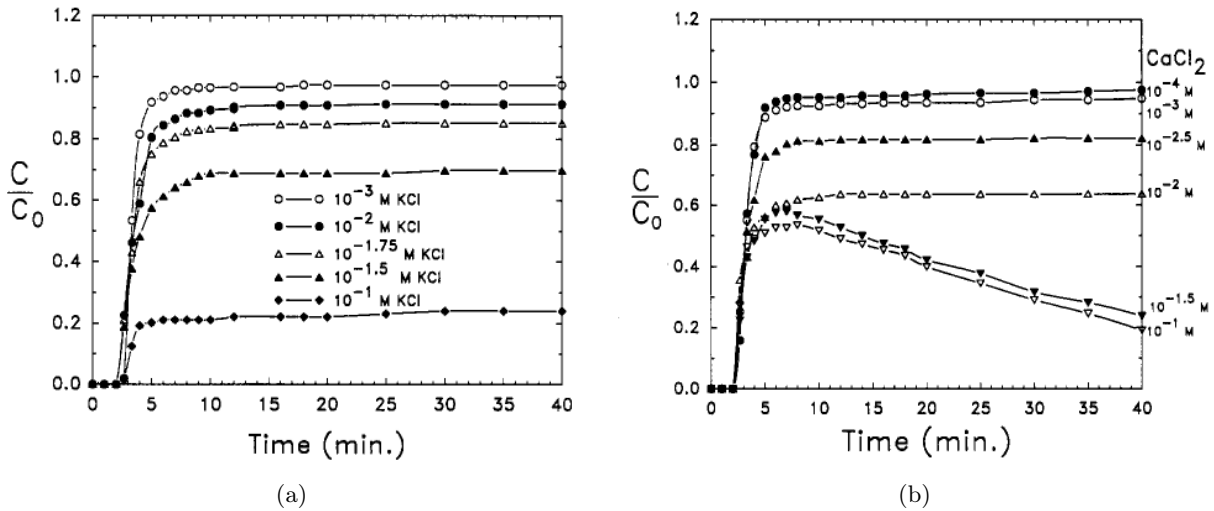 1.2
1.0
0.8
0.6
0.4
0.2
0.0
C
C₀
0 5 10 15 20 25 30 35 40
Time (min.)
10⁻³ M KCl
10⁻² M KCl
10⁻¹·⁷⁵ M KCl
10⁻¹·⁵ M KCl
10⁻¹ M KCl
(a)
1.2
1.0
0.8
0.6
0.4
0.2
0.0
C
C₀
0 5 10 15 20 25 30 35 40
Time (min.)
CaCl₂
10⁻⁴ M
10⁻³ M
10⁻²·⁵ M
10⁻² M
10⁻¹·⁵ M
10⁻¹ M
(b)